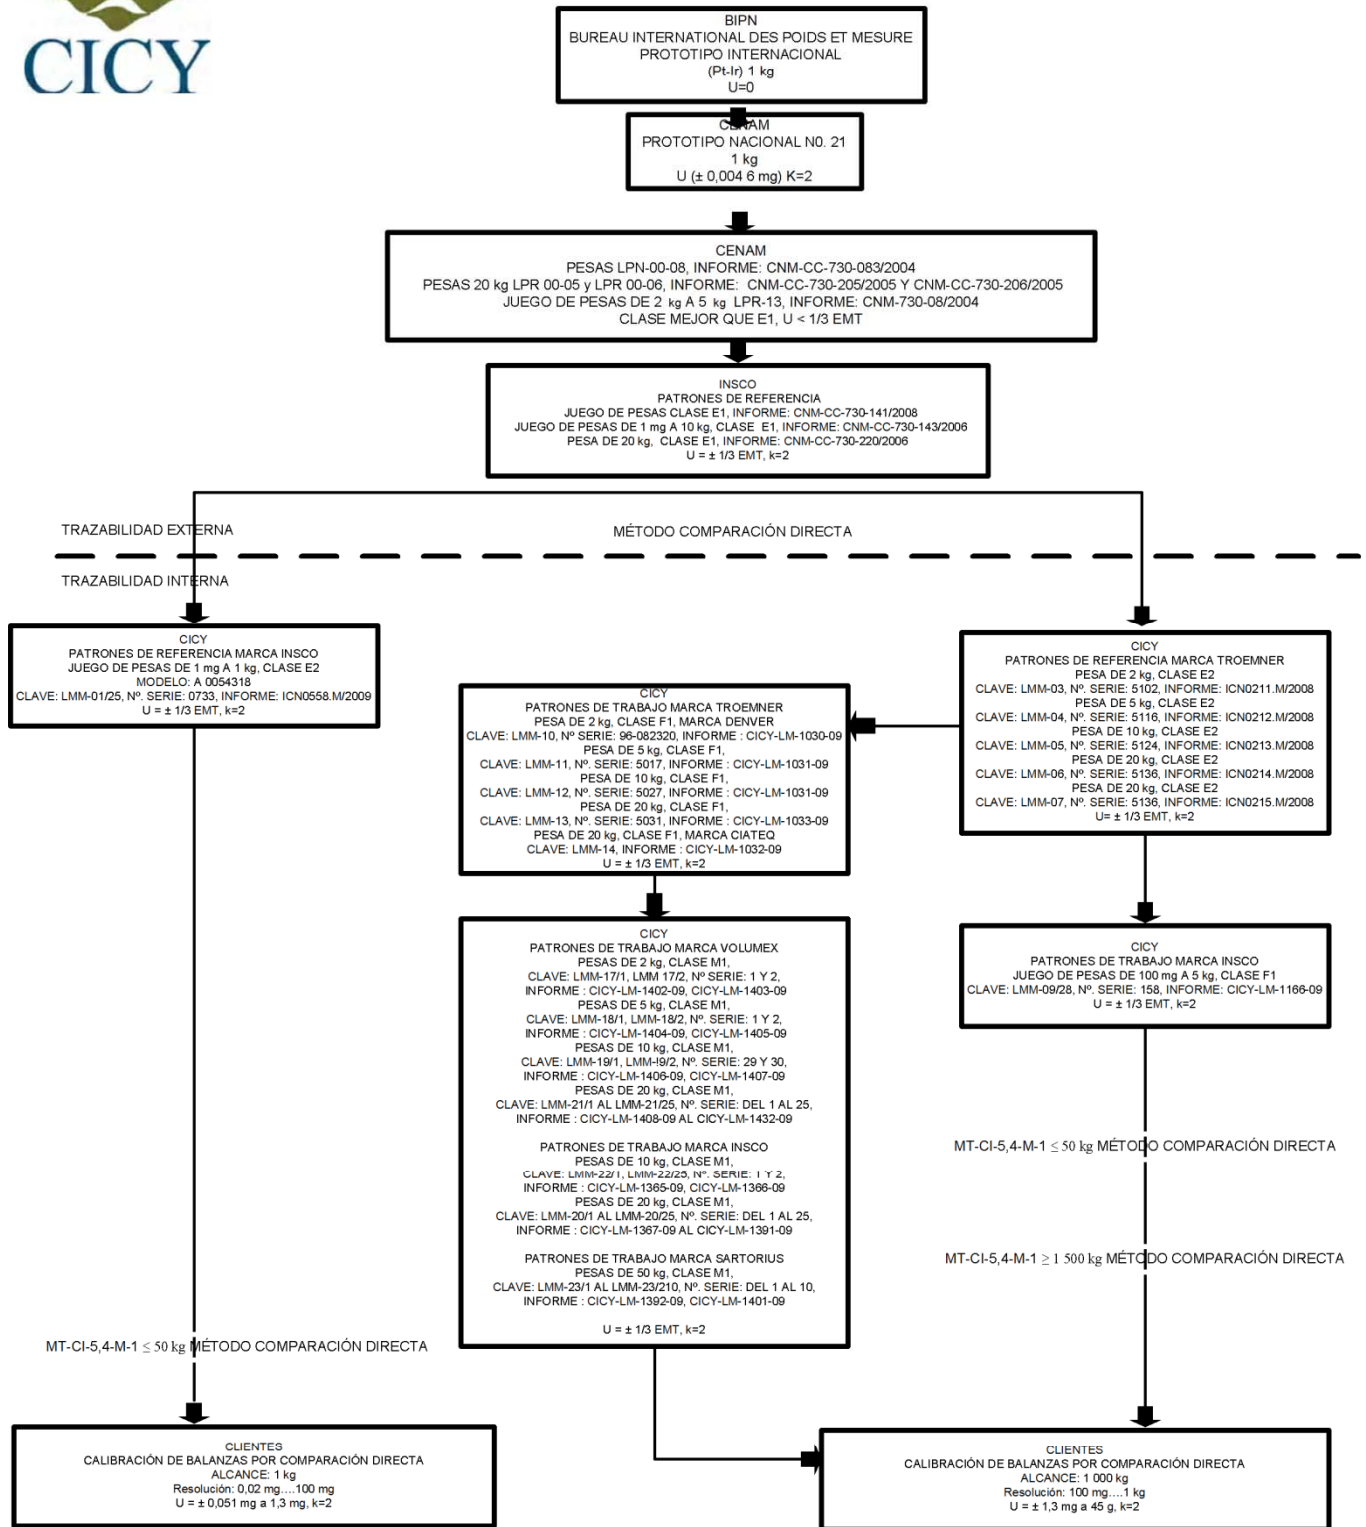 CICY
BIPN
BUREAU INTERNATIONAL DES POIDS ET MESURE
PROTOTIPO INTERNACIONAL
(Pt-Ir) 1 kg
U=0
CENAM
PROTOTIPO NACIONAL N0. 21
1 kg
U (± 0,004 6 mg) K=2
CENAM
PESAS LPN-00-08, INFORME: CNM-CC-730-083/2004
PESAS 20 kg LPR 00-05 y LPR 00-06, INFORME: CNM-CC-730-205/2005 Y CNM-CC-730-206/2005
JUEGO DE PESAS DE 2 kg A 5 kg LPR-13, INFORME: CNM-730-08/2004
CLASE MEJOR QUE E1, U < 1/3 EMT
INSCO
PATRONES DE REFERENCIA
JUEGO DE PESAS CLASE E1, INFORME: CNM-CC-730-141/2008
JUEGO DE PESAS DE 1 mg A 10 kg, CLASE E1, INFORME: CNM-CC-730-143/2006
PESA DE 20 kg, CLASE E1, INFORME: CNM-CC-730-220/2006
U = ± 1/3 EMT, k=2
TRAZABILIDAD EXTERNA
MÉTODO COMPARACIÓN DIRECTA
TRAZABILIDAD INTERNA
CICY
PATRONES DE REFERENCIA MARCA INSCO
JUEGO DE PESAS DE 1 mg A 1 kg, CLASE E2
MODELO: A 0054318
CLAVE: LMM-01/25, Nº. SERIE: 0733, INFORME: ICN0558.M/2009
U = ± 1/3 EMT, k=2
CICY
PATRONES DE TRABAJO MARCA TROEMNER
PESA DE 2 kg, CLASE F1, MARCA DENVER
CLAVE: LMM-10, Nº SERIE: 96-082320, INFORME : CICY-LM-1030-09
PESA DE 5 kg, CLASE F1,
CLAVE: LMM-11, Nº. SERIE: 5017, INFORME : CICY-LM-1031-09
PESA DE 10 kg, CLASE F1,
CLAVE: LMM-12, Nº. SERIE: 5027, INFORME : CICY-LM-1031-09
PESA DE 20 kg, CLASE F1,
CLAVE: LMM-13, Nº. SERIE: 5031, INFORME : CICY-LM-1033-09
PESA DE 20 kg, CLASE F1, MARCA CIATEQ
CLAVE: LMM-14, INFORME : CICY-LM-1032-09
U = ± 1/3 EMT, k=2
CICY
PATRONES DE REFERENCIA MARCA TROEMNER
PESA DE 2 kg, CLASE E2
CLAVE: LMM-03, Nº. SERIE: 5102, INFORME: ICN0211.M/2008
PESA DE 5 kg, CLASE E2
CLAVE: LMM-04, Nº. SERIE: 5116, INFORME: ICN0212.M/2008
PESA DE 10 kg, CLASE E2
CLAVE: LMM-05, Nº. SERIE: 5124, INFORME: ICN0213.M/2008
PESA DE 20 kg, CLASE E2
CLAVE: LMM-06, Nº. SERIE: 5136, INFORME: ICN0214.M/2008
PESA DE 20 kg, CLASE E2
CLAVE: LMM-07, Nº. SERIE: 5136, INFORME: ICN0215.M/2008
U= ± 1/3 EMT, k=2
CICY
PATRONES DE TRABAJO MARCA VOLUMEX
PESAS DE 2 kg, CLASE M1,
CLAVE: LMM-17/1, LMM 17/2, Nº SERIE: 1 Y 2,
INFORME : CICY-LM-1402-09, CICY-LM-1403-09
PESAS DE 5 kg, CLASE M1,
CLAVE: LMM-18/1, LMM-18/2, Nº. SERIE: 1 Y 2,
INFORME : CICY-LM-1404-09, CICY-LM-1405-09
PESAS DE 10 kg, CLASE M1,
CLAVE: LMM-19/1, LMM-!9/2, Nº. SERIE: 29 Y 30,
INFORME : CICY-LM-1406-09, CICY-LM-1407-09
PESAS DE 20 kg, CLASE M1,
CLAVE: LMM-21/1 AL LMM-21/25, Nº. SERIE: DEL 1 AL 25,
INFORME : CICY-LM-1408-09 AL CICY-LM-1432-09
PATRONES DE TRABAJO MARCA INSCO
PESAS DE 10 kg, CLASE M1,
CLAVE: LMM-22/1, LMM-22/25, Nº. SERIE: 1 Y 2,
INFORME : CICY-LM-1365-09, CICY-LM-1366-09
PESAS DE 20 kg, CLASE M1,
CLAVE: LMM-20/1 AL LMM-20/25, Nº. SERIE: DEL 1 AL 25,
INFORME : CICY-LM-1367-09 AL CICY-LM-1391-09
PATRONES DE TRABAJO MARCA SARTORIUS
PESAS DE 50 kg, CLASE M1,
CLAVE: LMM-23/1 AL LMM-23/210, Nº. SERIE: DEL 1 AL 10,
INFORME : CICY-LM-1392-09, CICY-LM-1401-09
U = ± 1/3 EMT, k=2
CICY
PATRONES DE TRABAJO MARCA INSCO
JUEGO DE PESAS DE 100 mg A 5 kg, CLASE F1
CLAVE: LMM-09/28, Nº. SERIE: 158, INFORME: CICY-LM-1166-09
U = ± 1/3 EMT, k=2
MT-CI-5,4-M-1 ≤ 50 kg MÉTODO COMPARACIÓN DIRECTA
MT-CI-5,4-M-1 ≥ 1 500 kg MÉTODO COMPARACIÓN DIRECTA
MT-CI-5,4-M-1 ≤ 50 kg MÉTODO COMPARACIÓN DIRECTA
CLIENTES
CALIBRACIÓN DE BALANZAS POR COMPARACIÓN DIRECTA
ALCANCE: 1 kg
Resolución: 0,02 mg....100 mg
U = ± 0,051 mg a 1,3 mg, k=2
CLIENTES
CALIBRACIÓN DE BALANZAS POR COMPARACIÓN DIRECTA
ALCANCE: 1 000 kg
Resolución: 100 mg....1 kg
U = ± 1,3 mg a 45 g, k=2